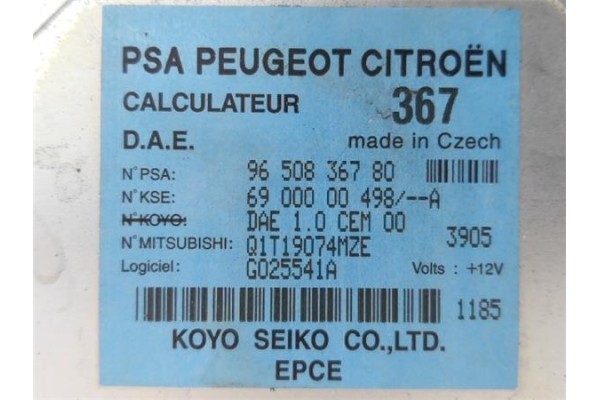 PSA PEUGEOT CITROËN
CALCULATEUR 367
D.A.E. made in Czech
N°PSA: 96 508 367 80
N°KSE: 69 000 00 498/--A
N°KOYO: DAE 1.0 CEM 00
N°MITSUBISHI: Q1T19074MZE 3905
Logiciel: G025541A Volts : +12V
1185
KOYO SEIKO CO.,LTD.
EPCE